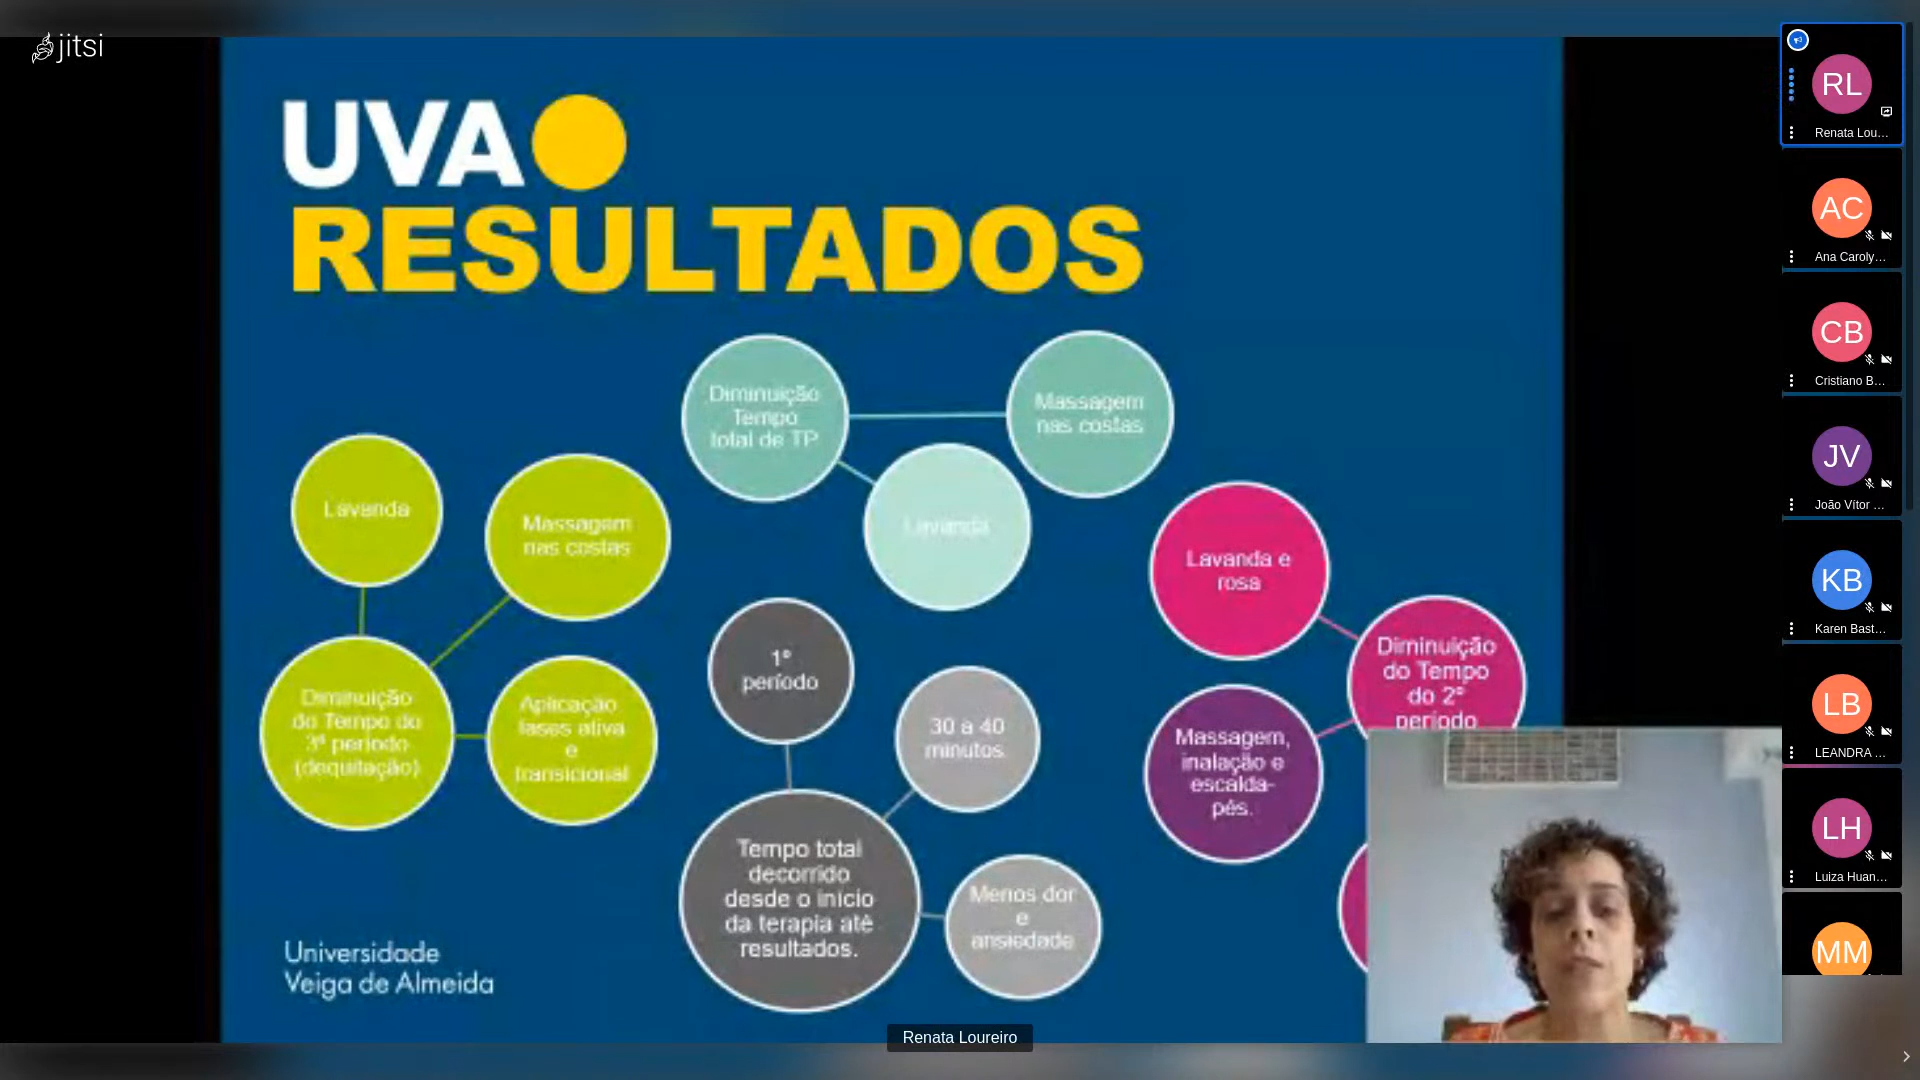 jitsi
UVA
RESULTADOS
Diminuição
Tempo
total de TP
Massagem
nas costas
Lavanda
Lavanda
Massagem
nas costas
Diminuição
do Tempo do
3º período
(dequitação)
Aplicação
fases ativa
e
transicional
1º
período
30 a 40
minutos
Tempo total
decorrido
desde o início
da terapia até
resultados.
Menos dor
e
ansiedade
Lavanda e
rosa
Diminuição
do Tempo
do 2º
período
Massagem,
inalação e
escalda-
pés.
Universidade
Veiga de Almeida
Renata Loureiro
RL
Renata Lou...
AC
Ana Caroly...
CB
Cristiano B...
JV
João Vítor ...
KB
Karen Bast...
LB
LEANDRA ...
LH
Luiza Huan...
MM